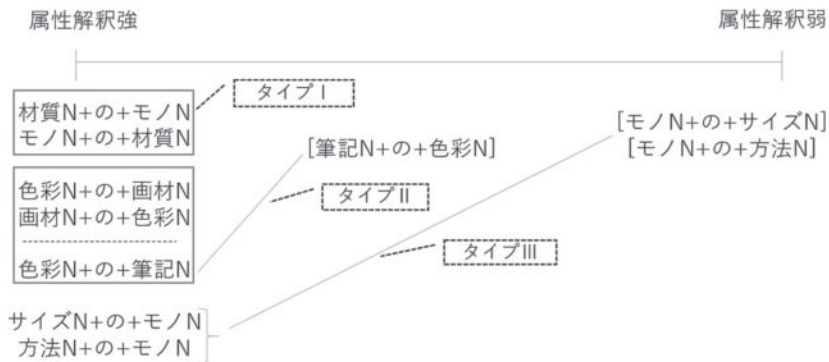 属性解釈強
属性解釈弱
タイプⅠ
材質N+の+モノN
モノN+の+材質N
[モノN+の+サイズN]
[モノN+の+方法N]
[筆記N+の+色彩N]
色彩N+の+画材N
画材N+の+色彩N
タイプⅡ
色彩N+の+筆記N
タイプⅢ
サイズN+の+モノN
方法N+の+モノN